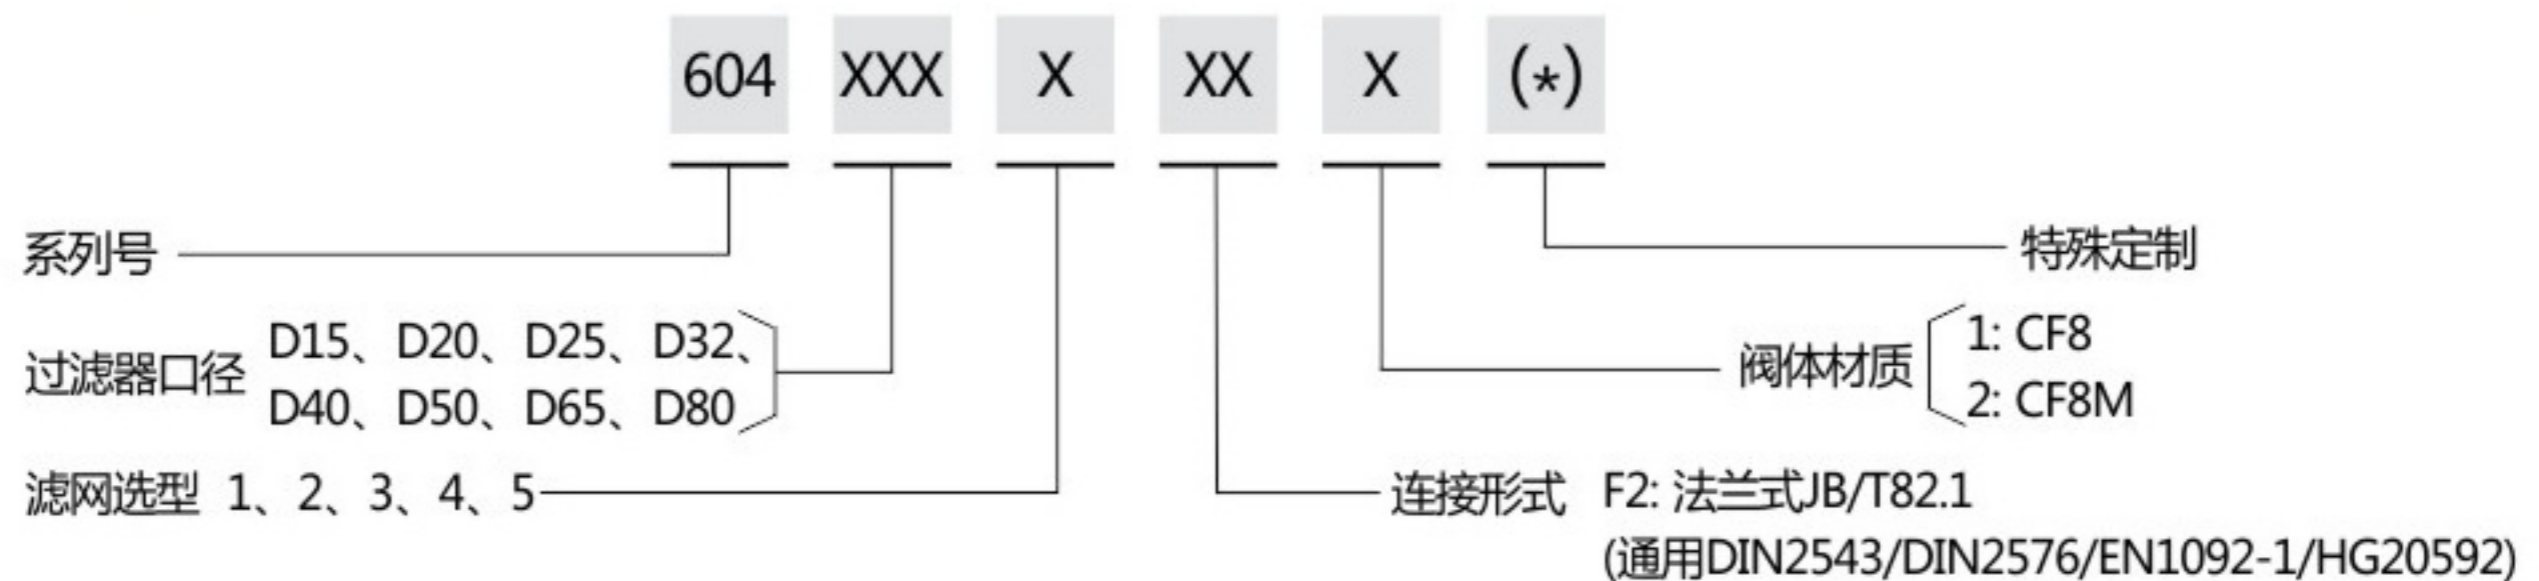 604 XXX X XX X (*)
系列号
特殊定制
过滤器口径
D15、D20、D25、D32、
D40、D50、D65、D80
阀体材质
1: CF8
2: CF8M
滤网选型 1、2、3、4、5
连接形式 F2: 法兰式JB/T82.1
(通用DIN2543/DIN2576/EN1092-1/HG20592)